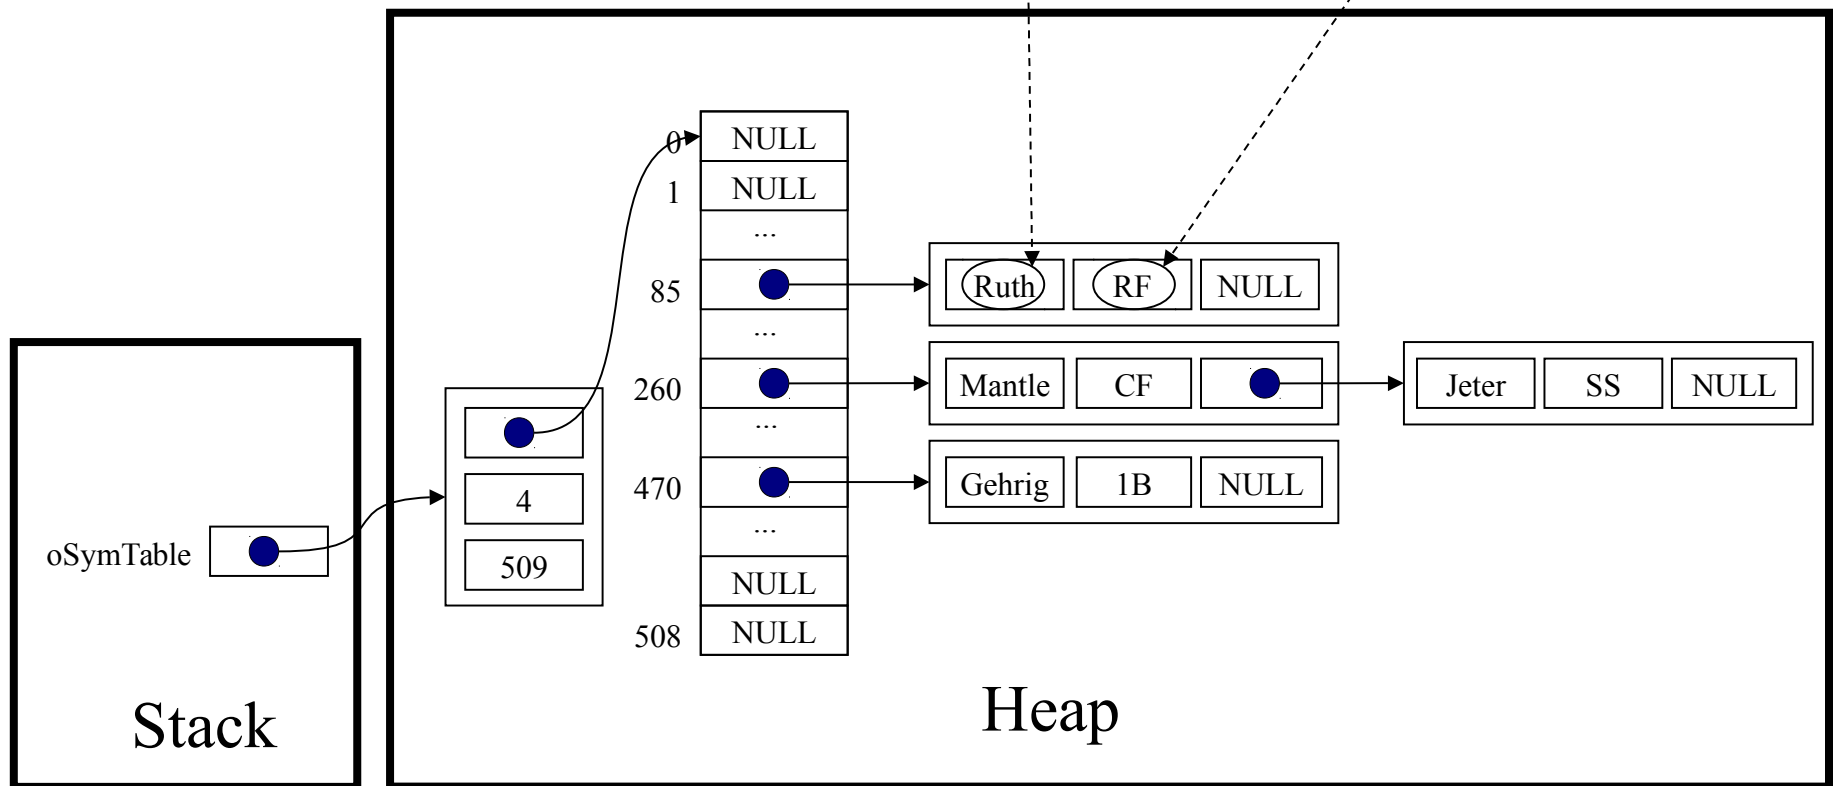 0 NULL
1 NULL
...
85 Ruth RF NULL
...
260 Mantle CF Jeter SS NULL
...
4
470 Gehrig 1B NULL
...
oSymTable
509
NULL
508 NULL
Stack
Heap